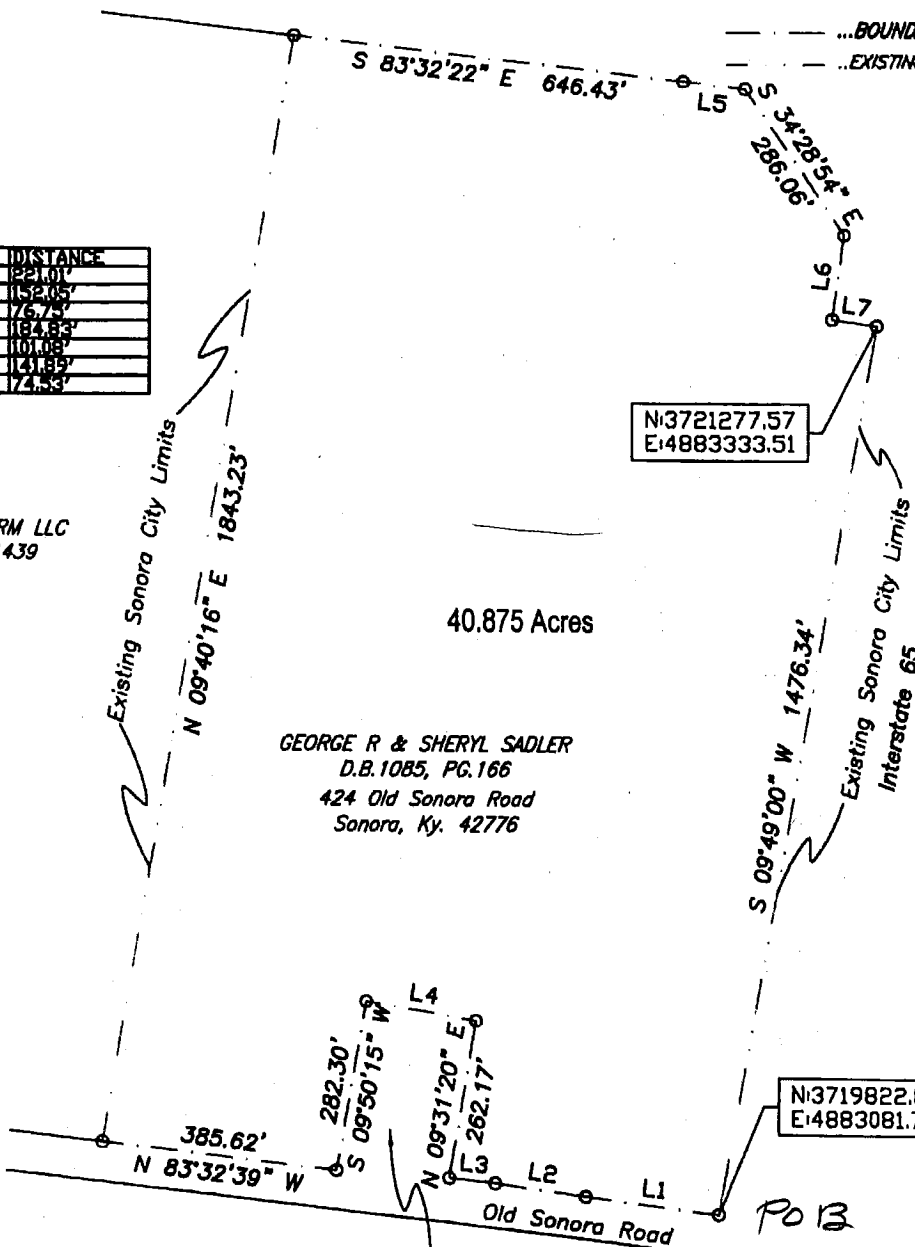 ... BOUND
.. EXISTIN
S 83°32'22" E 646.43'
L5
S 34°28'54" E
286.06'
L6
L7
DISTANCE
221.01'
152.05'
76.75'
184.83'
101.08'
141.89'
74.53'
N:3721277.57
E:4883333.51
Existing Sonora City Limits
N 09°40'16" E 1843.23'
RM LLC
439
40.875 Acres
GEORGE R & SHERYL SADLER
D.B.1085, PG.166
424 Old Sonora Road
Sonora, Ky. 42776
S 09°49'00" W 1476.34'
Existing Sonora City Limits
Interstate 65
L4
282.30'
S 09°50'15" W
N 09°31'20" E
262.17'
385.62'
N 83°32'39" W
L3
L2
L1
Old Sonora Road
N:3719822.
E:4883081.
POB